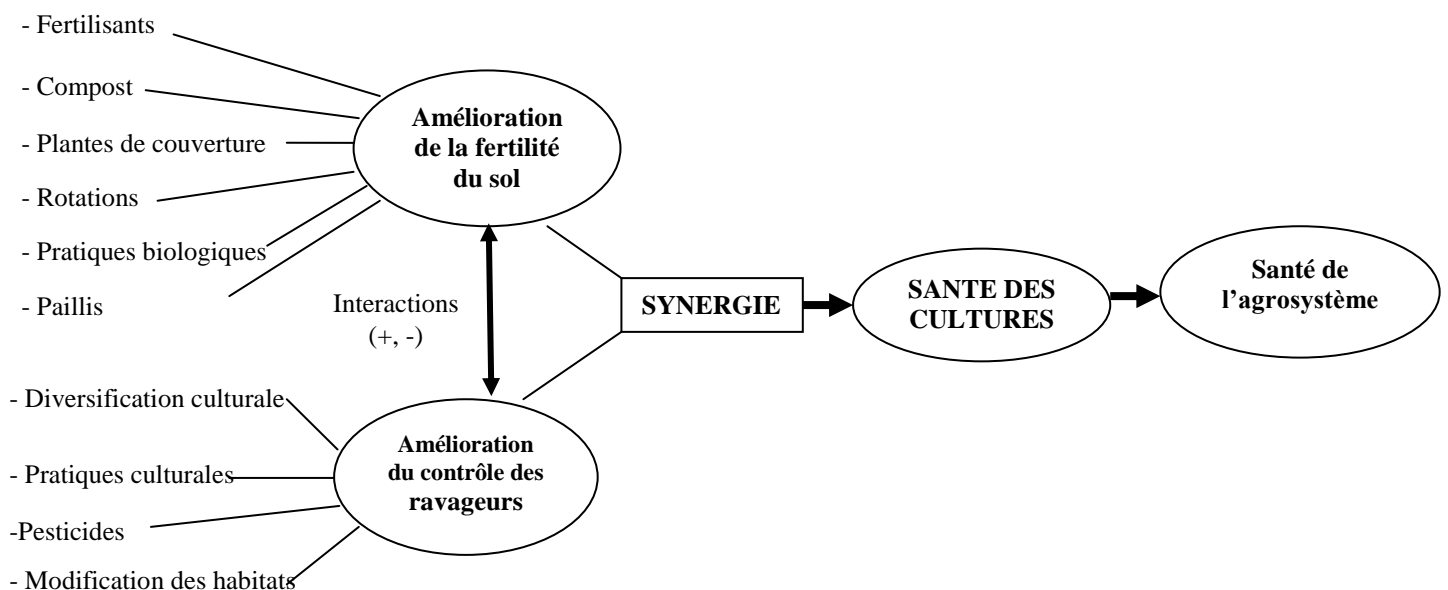 - Fertilisants
- Compost
- Plantes de couverture
- Rotations
- Pratiques biologiques
- Paillis
Amélioration
de la fertilité
du sol
Interactions
(+, -)
SYNERGIE
SANTE DES
CULTURES
Santé de
l’agrosystème
- Diversification culturale
- Pratiques culturales
-Pesticides
- Modification des habitats
Amélioration
du contrôle des
ravageurs